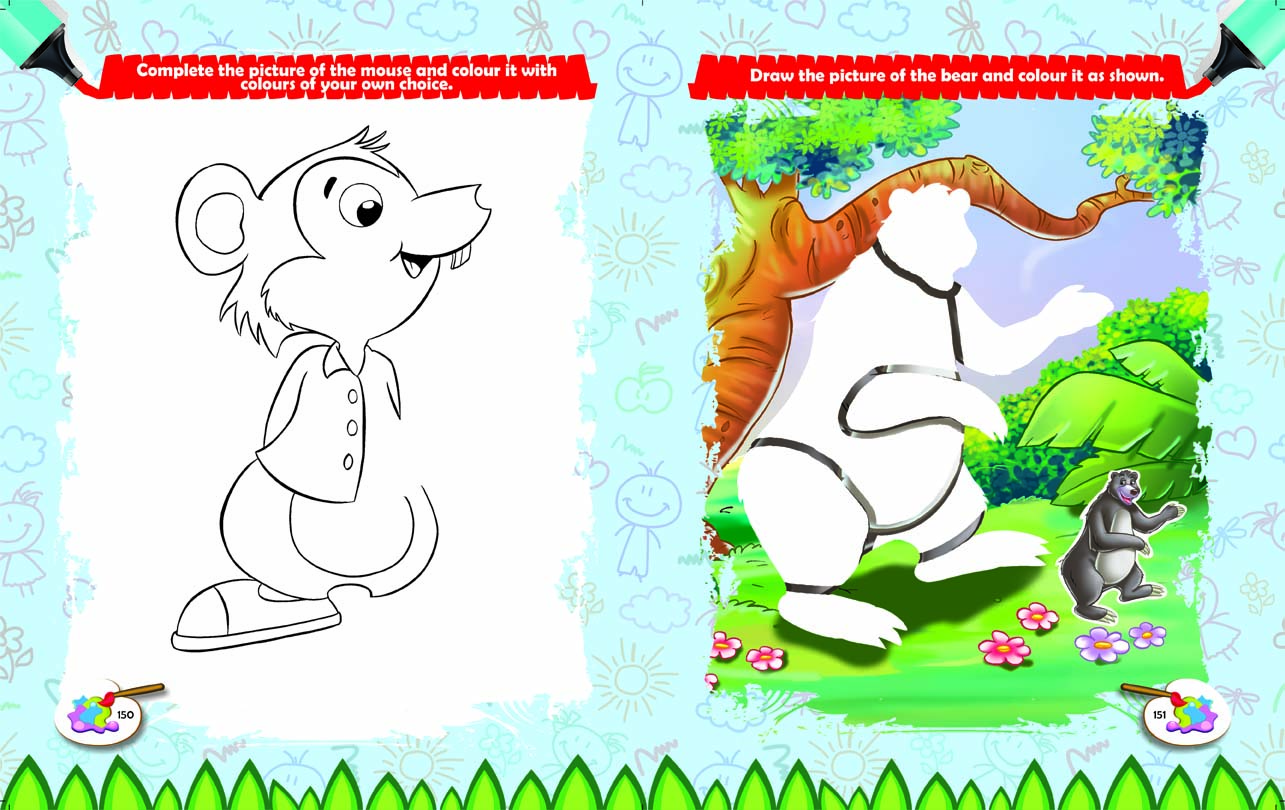 Complete the picture of the mouse and colour it with
colours of your own choice.
Draw the picture of the bear and colour it as shown.
150
151